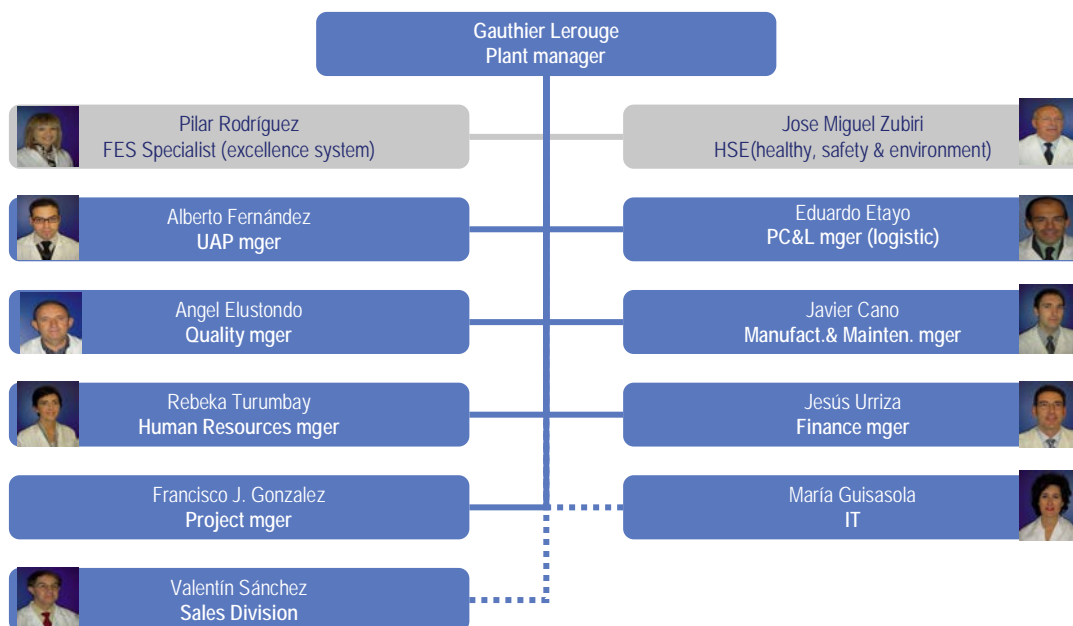 Gauthier Lerouge
Plant manager
Pilar Rodríguez
FES Specialist (excellence system)
Jose Miguel Zubiri
HSE(healthy, safety & environment)
Alberto Fernández
UAP mger
Eduardo Etayo
PC&L mger (logistic)
Angel Elustondo
Quality mger
Javier Cano
Manufact.& Mainten. mger
Rebeka Turumbay
Human Resources mger
Jesús Urriza
Finance mger
Francisco J. Gonzalez
Project mger
María Guisasola
IT
Valentín Sánchez
Sales Division